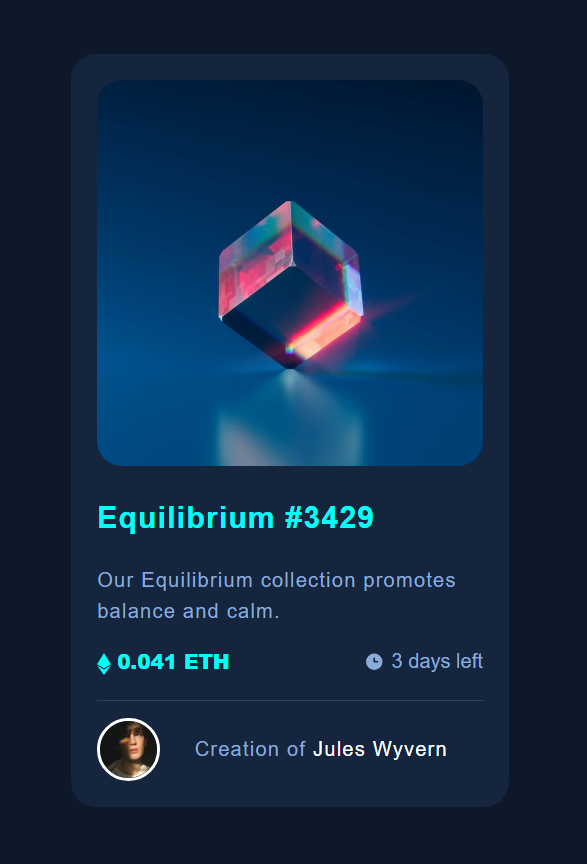 Equilibrium #3429
Our Equilibrium collection promotes
balance and calm.
0.041 ETH
3 days left
Creation of Jules Wyvern